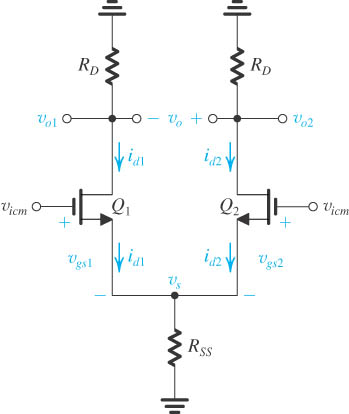 R_D R_D
v_o1 − v_o + v_o2
i_d1 i_d2
v_icm Q_1 Q_2 v_icm
+ +
v_gs1 i_d1 i_d2 v_gs2
v_s
− −
R_SS